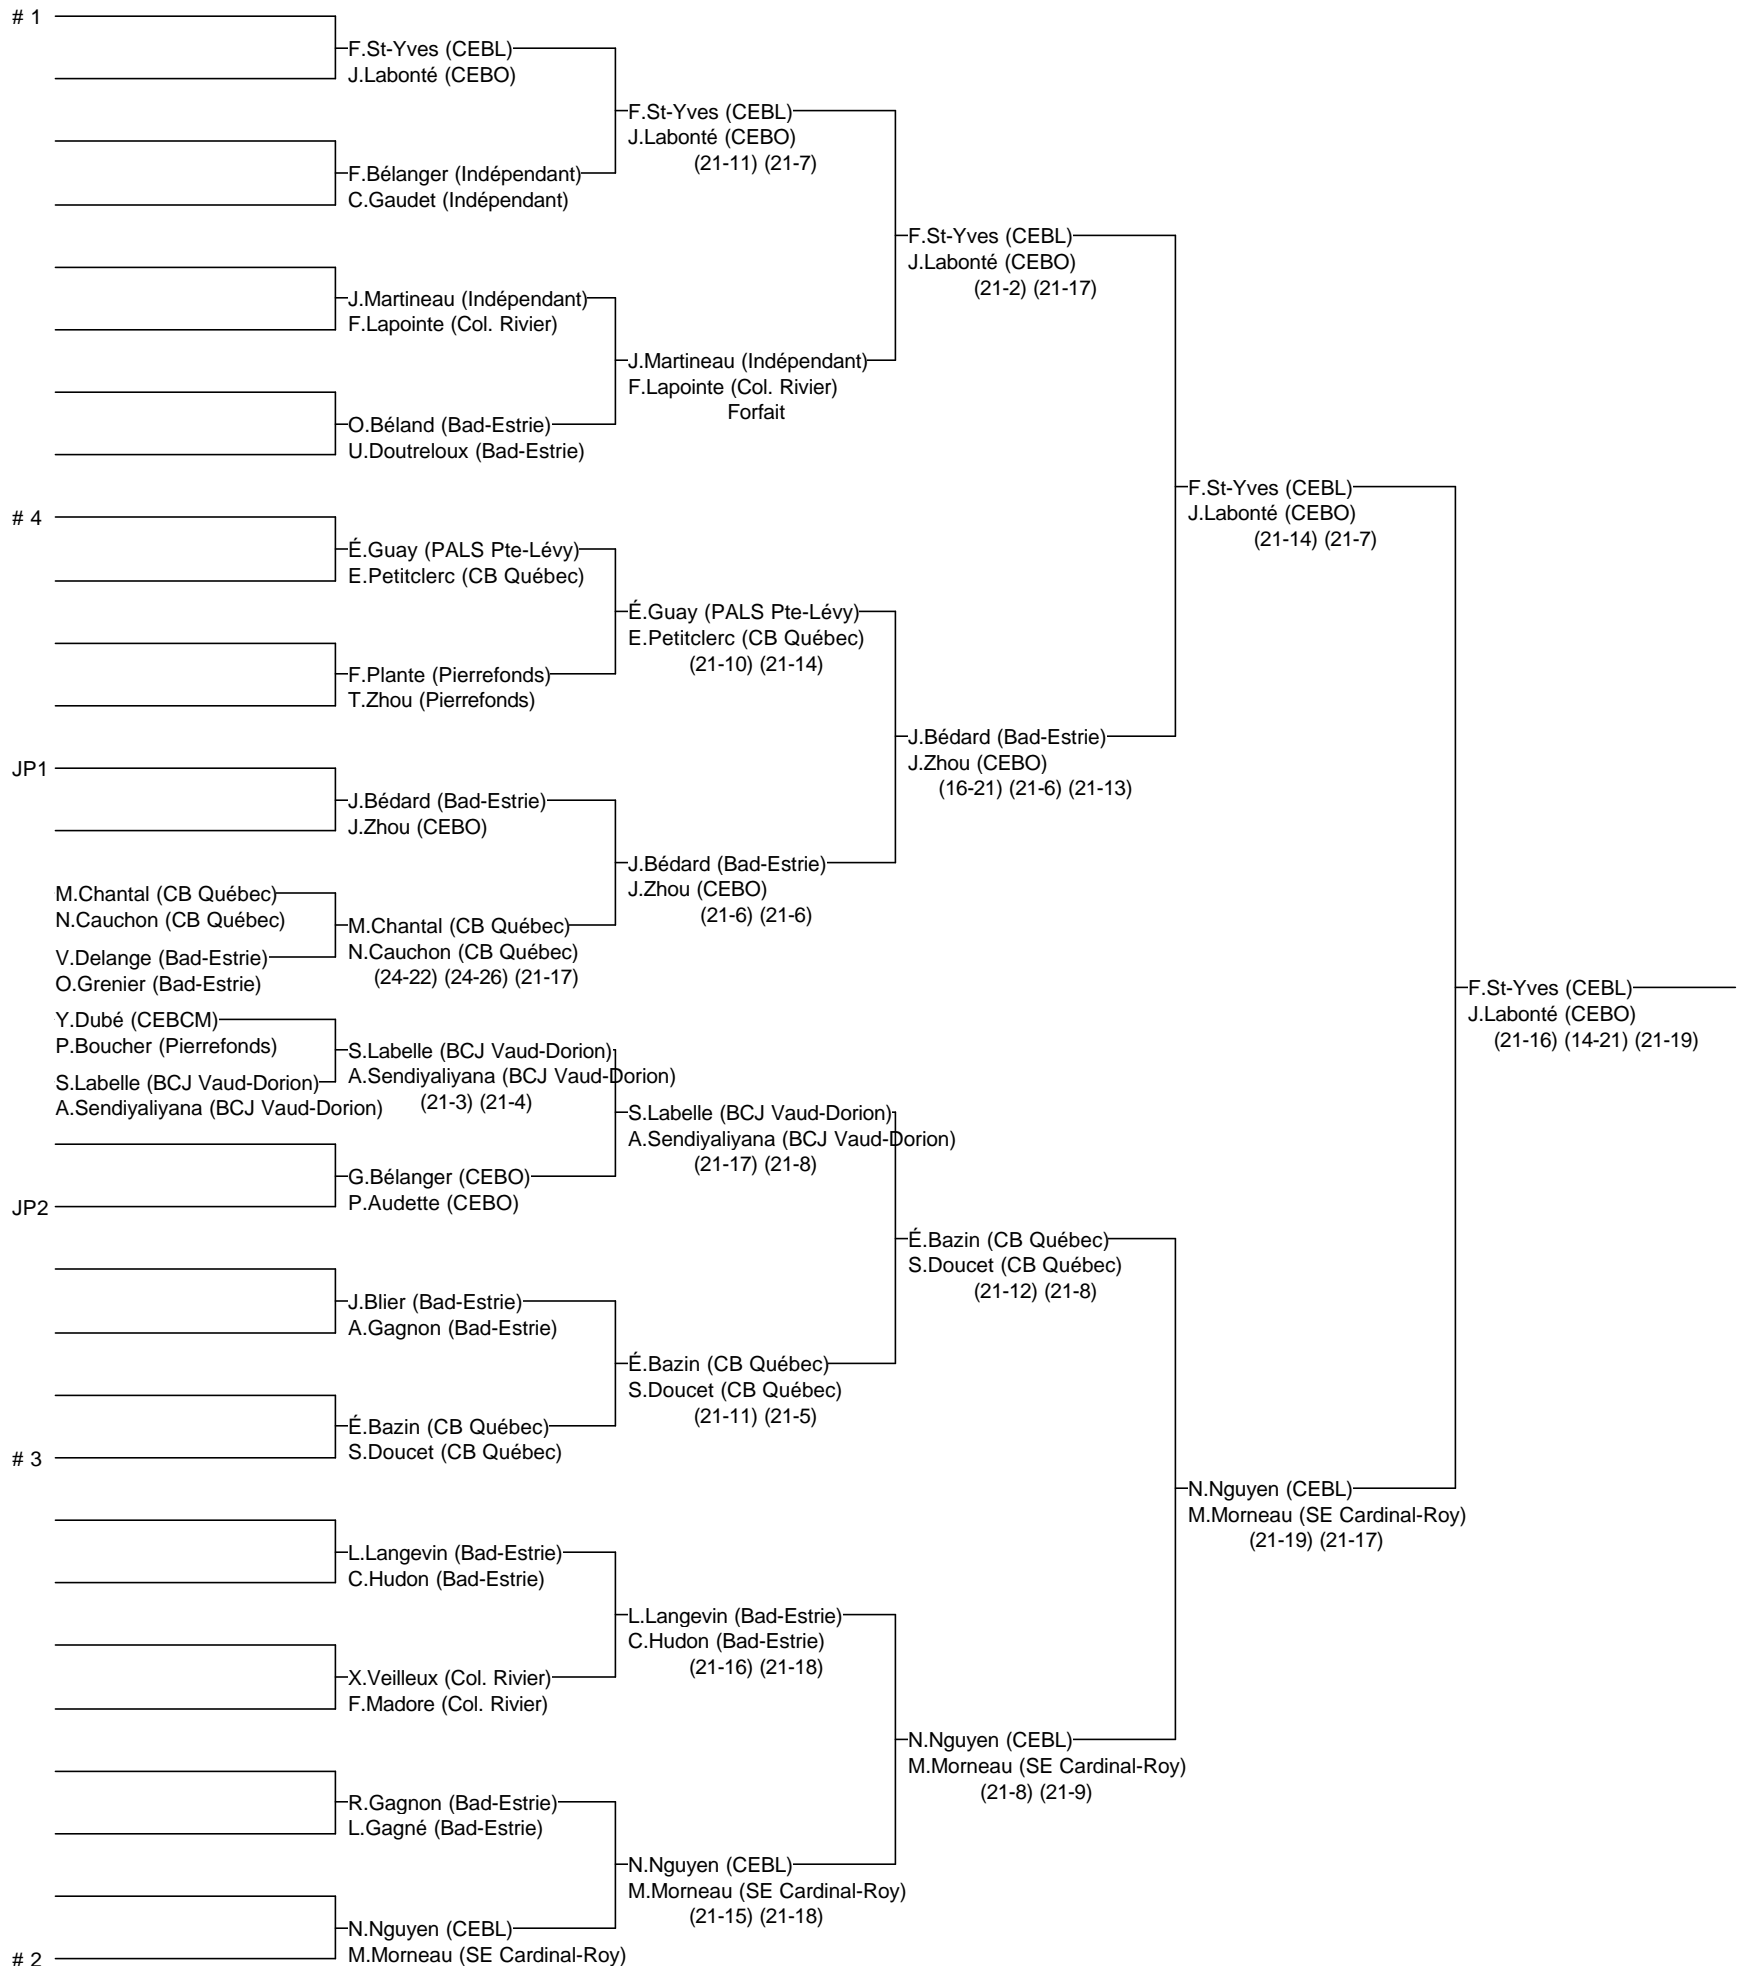 # 1
F.St-Yves (CEBL)
J.Labonté (CEBO)
F.St-Yves (CEBL)
J.Labonté (CEBO)
(21-11) (21-7)
F.Bélanger (Indépendant)
C.Gaudet (Indépendant)
F.St-Yves (CEBL)
J.Labonté (CEBO)
(21-2) (21-17)
J.Martineau (Indépendant)
F.Lapointe (Col. Rivier)
J.Martineau (Indépendant)
F.Lapointe (Col. Rivier)
Forfait
O.Béland (Bad-Estrie)
U.Doutreloux (Bad-Estrie)
F.St-Yves (CEBL)
J.Labonté (CEBO)
(21-14) (21-7)
# 4
É.Guay (PALS Pte-Lévy)
E.Petitclerc (CB Québec)
É.Guay (PALS Pte-Lévy)
E.Petitclerc (CB Québec)
(21-10) (21-14)
F.Plante (Pierrefonds)
T.Zhou (Pierrefonds)
J.Bédard (Bad-Estrie)
J.Zhou (CEBO)
(16-21) (21-6) (21-13)
JP1
J.Bédard (Bad-Estrie)
J.Zhou (CEBO)
J.Bédard (Bad-Estrie)
J.Zhou (CEBO)
(21-6) (21-6)
M.Chantal (CB Québec)
N.Cauchon (CB Québec)
M.Chantal (CB Québec)
N.Cauchon (CB Québec)
(24-22) (24-26) (21-17)
V.Delange (Bad-Estrie)
O.Grenier (Bad-Estrie)
F.St-Yves (CEBL)
J.Labonté (CEBO)
(21-16) (14-21) (21-19)
Y.Dubé (CEBCM)
P.Boucher (Pierrefonds)
S.Labelle (BCJ Vaud-Dorion)
A.Sendiyaliyana (BCJ Vaud-Dorion)
(21-3) (21-4)
S.Labelle (BCJ Vaud-Dorion)
A.Sendiyaliyana (BCJ Vaud-Dorion)
S.Labelle (BCJ Vaud-Dorion)
A.Sendiyaliyana (BCJ Vaud-Dorion)
(21-17) (21-8)
G.Bélanger (CEBO)
P.Audette (CEBO)
JP2
É.Bazin (CB Québec)
S.Doucet (CB Québec)
(21-12) (21-8)
J.Blier (Bad-Estrie)
A.Gagnon (Bad-Estrie)
É.Bazin (CB Québec)
S.Doucet (CB Québec)
(21-11) (21-5)
É.Bazin (CB Québec)
S.Doucet (CB Québec)
# 3
N.Nguyen (CEBL)
M.Morneau (SE Cardinal-Roy)
(21-19) (21-17)
L.Langevin (Bad-Estrie)
C.Hudon (Bad-Estrie)
L.Langevin (Bad-Estrie)
C.Hudon (Bad-Estrie)
(21-16) (21-18)
X.Veilleux (Col. Rivier)
F.Madore (Col. Rivier)
N.Nguyen (CEBL)
M.Morneau (SE Cardinal-Roy)
(21-8) (21-9)
R.Gagnon (Bad-Estrie)
L.Gagné (Bad-Estrie)
N.Nguyen (CEBL)
M.Morneau (SE Cardinal-Roy)
(21-15) (21-18)
N.Nguyen (CEBL)
M.Morneau (SE Cardinal-Roy)
# 2